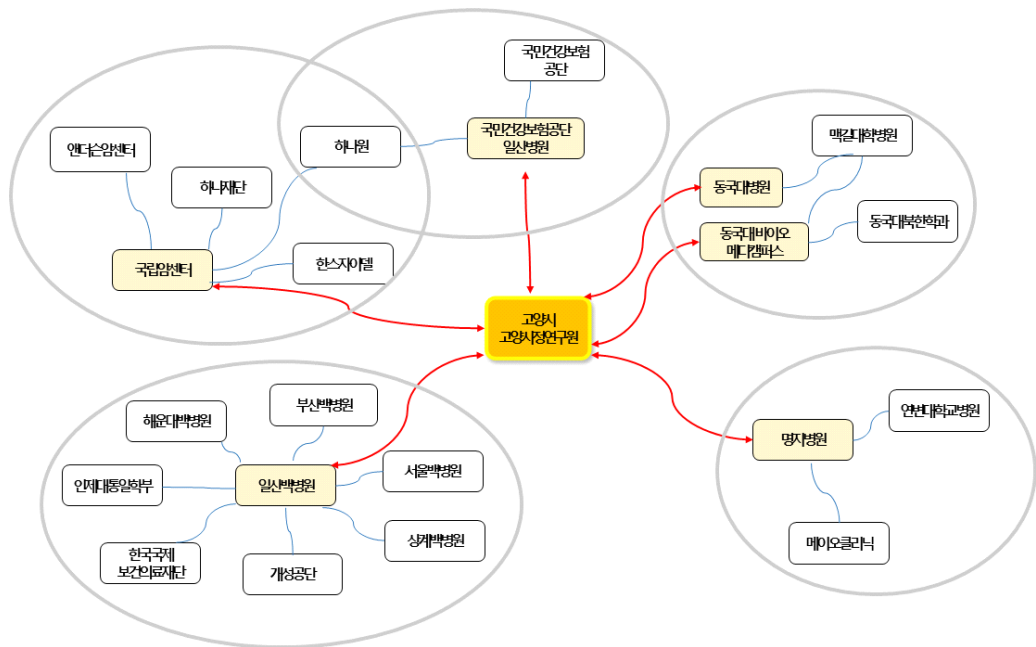 국민건강보험
공단
앤더슨암센터
하나원
국민건강보험공단
일산병원
맥길대학병원
하나재단
동국대병원
동국대바이오
메디캠퍼스
동국대북한학과
국립암센터
한스자이델
고양시
고양시정연구원
해운대백병원
부산백병원
연변대학교병원
명지병원
인제대통일학부
일산백병원
서울백병원
한국국제
보건의료재단
개성공단
상계백병원
메이오클리닉